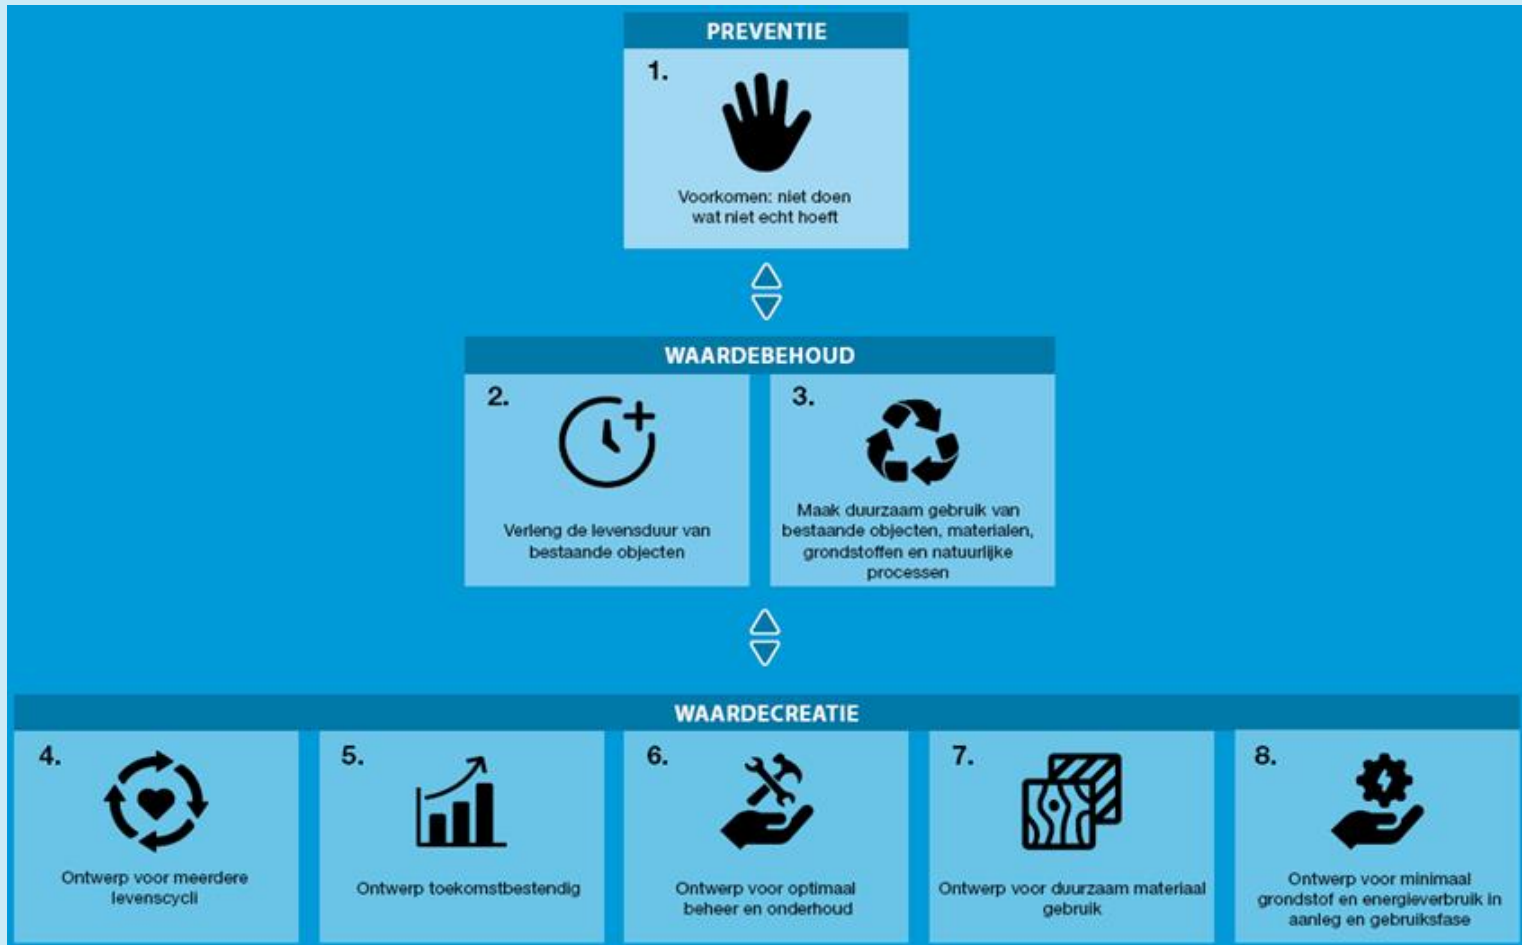 PREVENTIE
1.
Voorkomen: niet doen
wat niet echt hoeft
WAARDEBEHOUD
2.
Verleng de levensduur van
bestaande objecten
3.
Maak duurzaam gebruik van
bestaande objecten, materialen,
grondstoffen en natuurlijke
processen
WAARDECREATIE
4.
Ontwerp voor meerdere
levenscycli
5.
Ontwerp toekomstbestendig
6.
Ontwerp voor optimaal
beheer en onderhoud
7.
Ontwerp voor duurzaam materiaal
gebruik
8.
Ontwerp voor minimaal
grondstof en energieverbruik in
aanleg en gebruiksfase